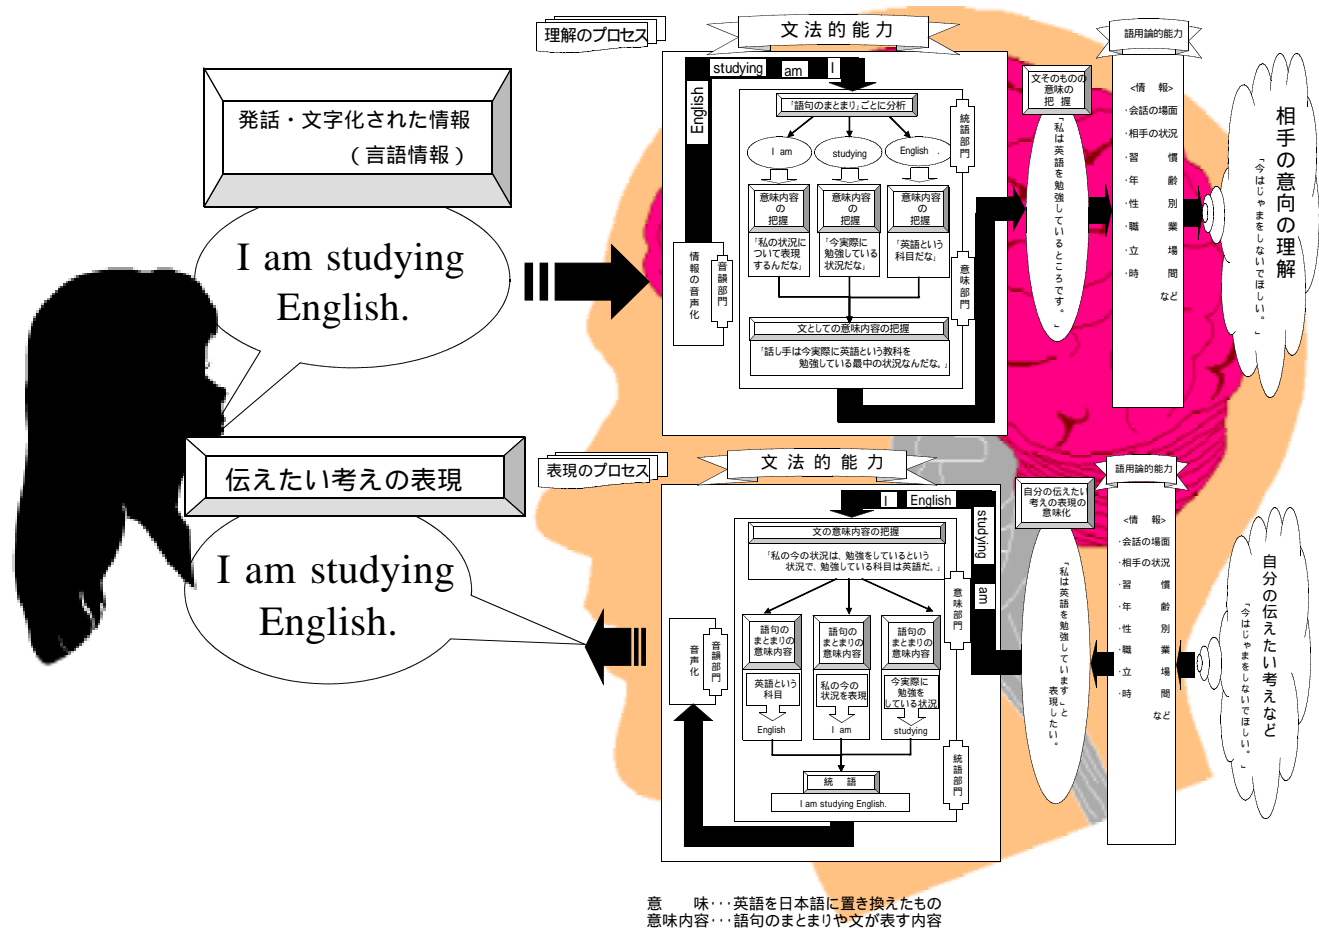 理解のプロセス
文法的能力
語用論的能力
発話・文字化された情報
（言語情報）
I am studying
English.
studying
am
I
English
「語句のまとまり」ごとに分析
統語部門
I am
studying
English .
意味内容
の
把握
意味内容
の
把握
意味内容
の
把握
「私の状況に
ついて表現
するんだな」
「今実際に
勉強している
状況だな」
「英語という
科目だな」
情報の音声化
音韻部門
意味部門
文としての意味内容の把握
「話し手は今実際に英語という教科を
勉強している最中の状況なんだな。」
文そのものの
意味の
把 握
「私は英語を勉強しているところです。」
<情　報>
・会話の場面
・相手の状況
・習　慣
・年　齢
・性　別
・職　業
・立　場
・時　間
など
相手の意向の理解
「今はじゃまをしないでほしい。」
伝えたい考えの表現
I am studying
English.
表現のプロセス
文法的能力
語用論的能力
I
English
studying
am
文の意味内容の把握
「私の今の状況は、勉強をしているという
状況で、勉強している科目は英語だ。」
意味部門
語句の
まとまりの
意味内容
語句の
まとまりの
意味内容
語句の
まとまりの
意味内容
英語という
科目
私の今の
状況を表現
今実際に
勉強を
している状況
English
I am
studying
音声化
音韻部門
統語部門
統　語
I am studying English.
自分の伝えたい
考えの表現の
意味化
「私は英語を勉強しています」と
表現したい。
<情　報>
・会話の場面
・相手の状況
・習　慣
・年　齢
・性　別
・職　業
・立　場
・時　間
など
自分の伝えたい考えなど
「今はじゃまをしないでほしい。」
意　味・・・英語を日本語に置き換えたもの
意味内容・・・語句のまとまりや文が表す内容